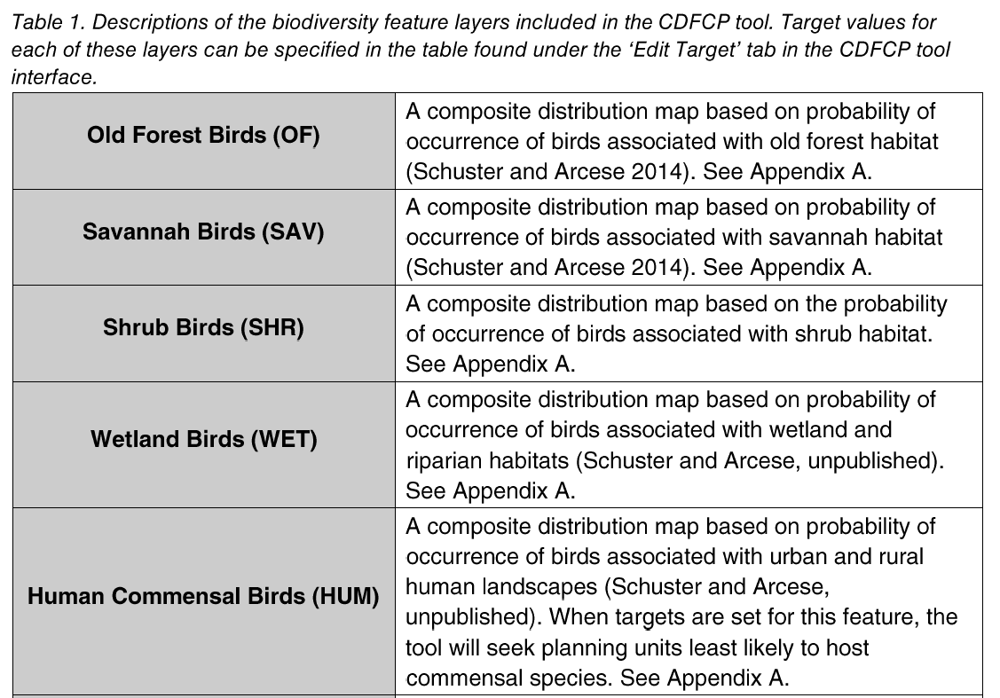 Table 1. Descriptions of the biodiversity feature layers included in the CDFCP tool. Target values for
each of these layers can be specified in the table found under the ‘Edit Target’ tab in the CDFCP tool
interface.
Old Forest Birds (OF)
A composite distribution map based on probability of
occurrence of birds associated with old forest habitat
(Schuster and Arcese 2014). See Appendix A.
Savannah Birds (SAV)
A composite distribution map based on probability of
occurrence of birds associated with savannah habitat
(Schuster and Arcese 2014). See Appendix A.
Shrub Birds (SHR)
A composite distribution map based on the probability
of occurrence of birds associated with shrub habitat.
See Appendix A.
Wetland Birds (WET)
A composite distribution map based on probability of
occurrence of birds associated with wetland and
riparian habitats (Schuster and Arcese, unpublished).
See Appendix A.
Human Commensal Birds (HUM)
A composite distribution map based on probability of
occurrence of birds associated with urban and rural
human landscapes (Schuster and Arcese,
unpublished). When targets are set for this feature, the
tool will seek planning units least likely to host
commensal species. See Appendix A.